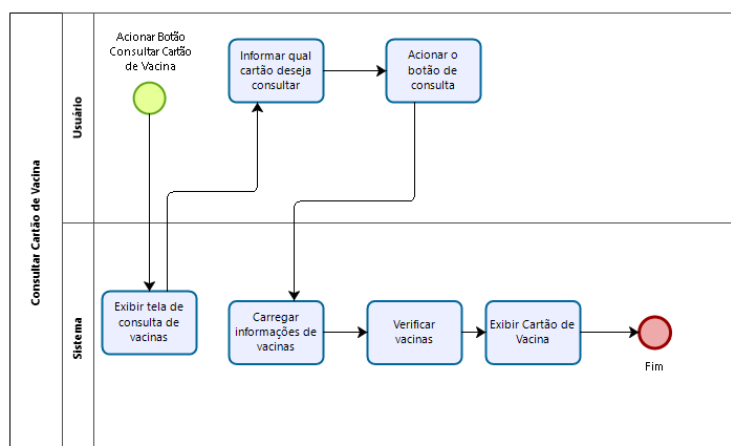 Consultar Cartão de Vacina
Usuário
Acionar Botão
Consultar Cartão
de Vacina
Informar qual
cartão deseja
consultar
Acionar o
botão de
consulta
Sistema
Exibir tela de
consulta de
vacinas
Carregar
informações de
vacinas
Verificar
vacinas
Exibir Cartão de
Vacina
Fim